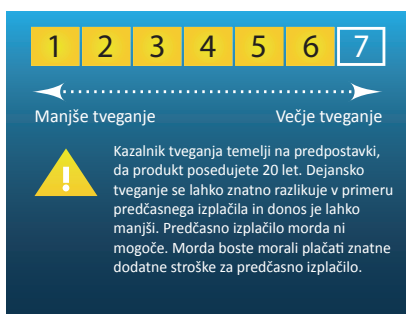 1 2 3 4 5 6 7
Manjše tveganje Večje tveganje
!
Kazalnik tveganja temelji na predpostavki,
da produkt posedujete 20 let. Dejansko
tveganje se lahko znatno razlikuje v primeru
predčasnega izplačila in donos je lahko
manjši. Predčasno izplačilo morda ni
mogoče. Morda boste morali plačati znatne
dodatne stroške za predčasno izplačilo.